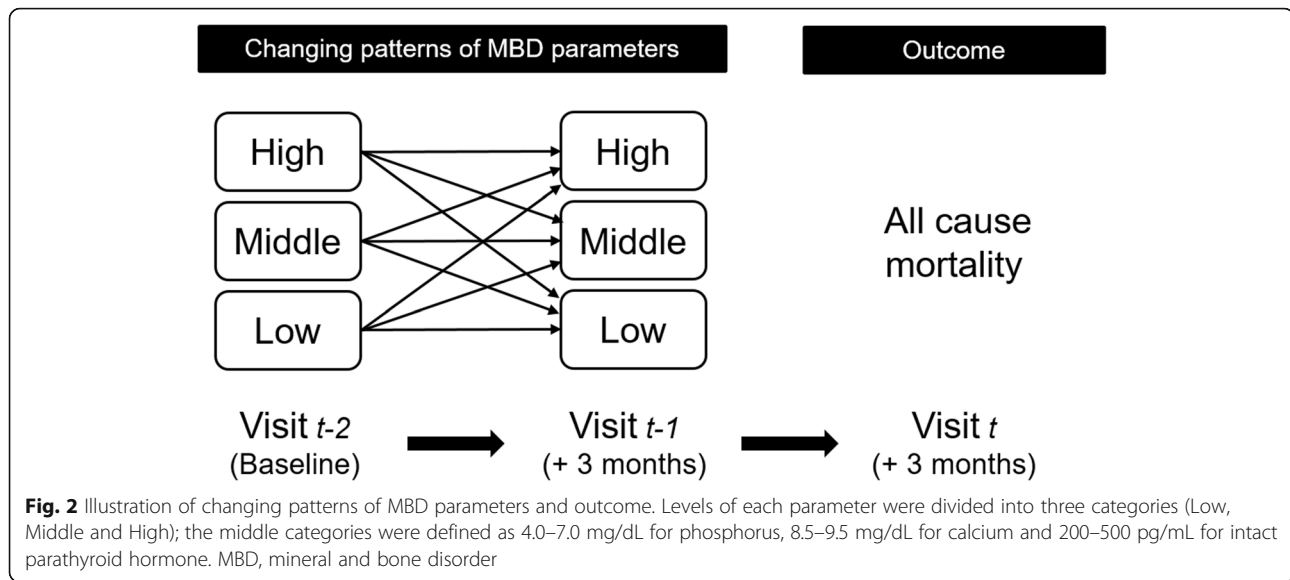 Changing patterns of MBD parameters
Outcome
High
High
Middle
Middle
Low
Low
All cause
mortality
Visit t-2
(Baseline)
Visit t-1
(+ 3 months)
Visit t
(+ 3 months)
Fig. 2 Illustration of changing patterns of MBD parameters and outcome. Levels of each parameter were divided into three categories (Low,
Middle and High); the middle categories were defined as 4.0–7.0 mg/dL for phosphorus, 8.5–9.5 mg/dL for calcium and 200–500 pg/mL for intact
parathyroid hormone. MBD, mineral and bone disorder